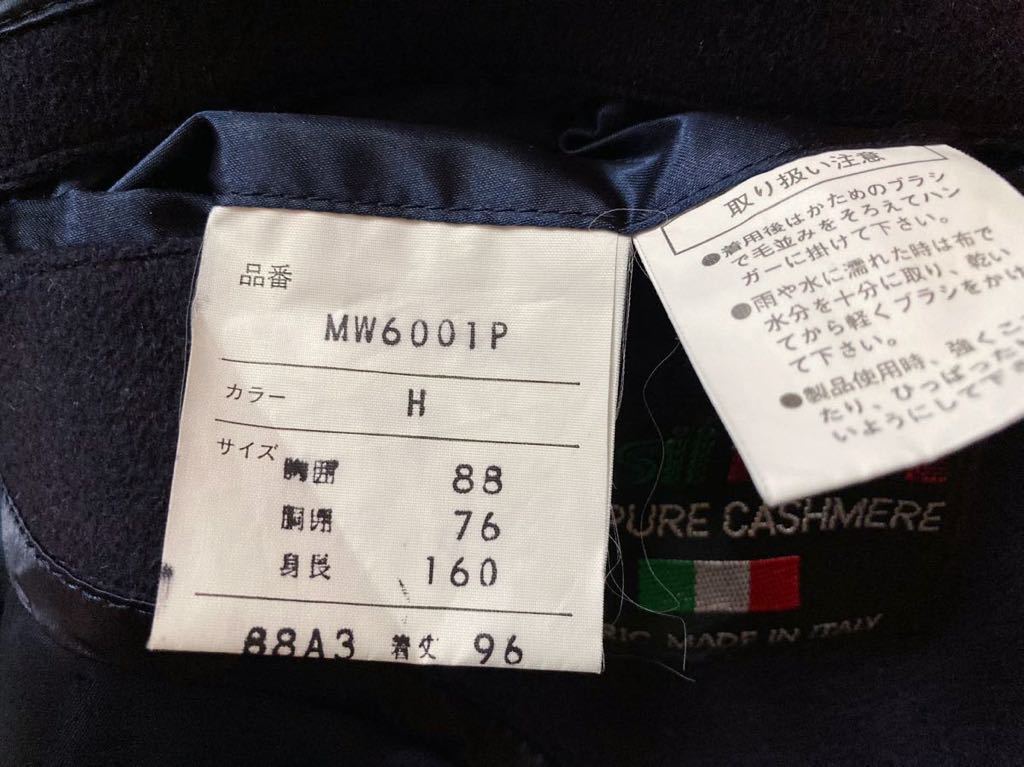 品番
MW6001P
カラー H
サイズ
胸囲 88
胴囲 76
身長 160
88A3 着丈 96
取り扱い注意
●着用後はかためのブラシ
で毛並みをそろえてハン
ガーに掛けて下さい。
●雨や水に濡れた時は布で
水分を十分に取り、乾い
てから軽くブラシをかけ
て下さい。
●製品使用時、強くこ
たり、ひっぱった
いようにして下
PURE CASHMERE
RIC MADE IN ITALY